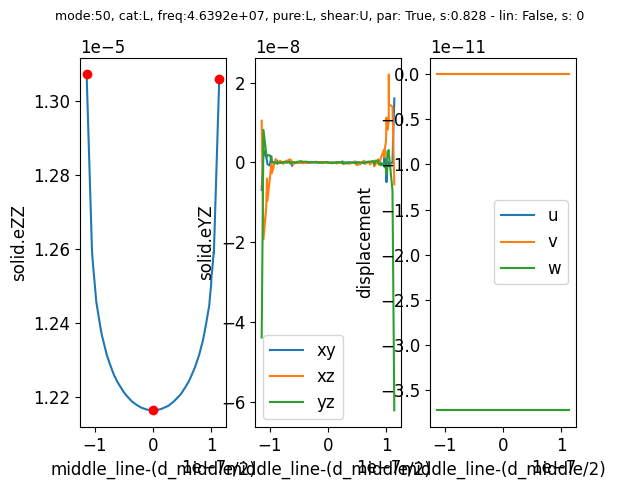 mode:50, cat:L, freq:4.6392e+07, pure:L, shear:U, par: True, s:0.828 - lin: False, s: 0
1e−5
1e−8
1e−11
solid.eZZ
1.30
1.28
1.26
1.24
1.22
−1
0
1
1e−7
middle_line-(d_middle/2)
solid.eYZ
2
0
−2
−4
−6
xy
xz
yz
−1
0
1
1e−7
middle_line-(d_middle/2)
displacement
0.0
−0.5
−1.0
−1.5
−2.0
−2.5
−3.0
−3.5
u
v
w
−1
0
1
1e−7
middle_line-(d_middle/2)